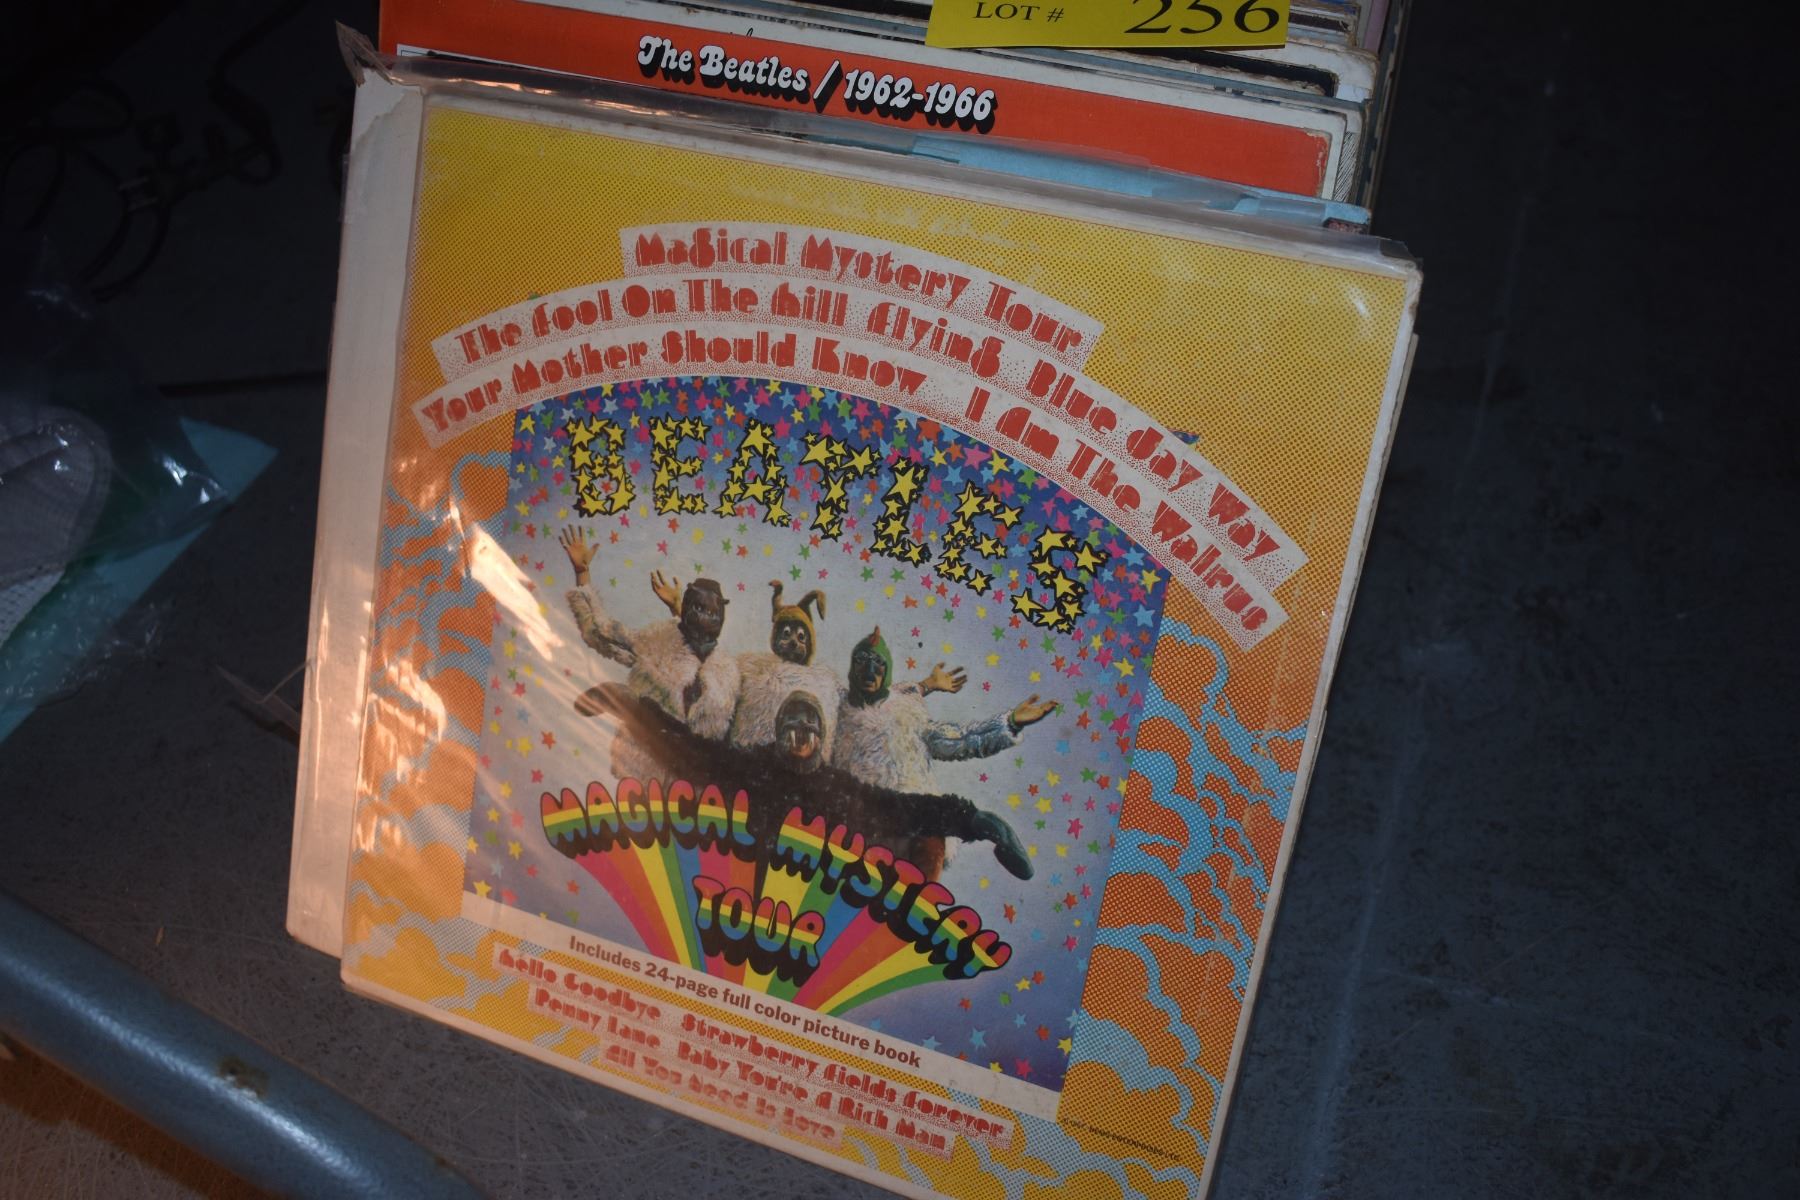 LOT # 256
The Beatles / 1962-1966
Magical Mystery Tour
The Fool On The Hill Flying Blue Jay Way
Your Mother Should Know I Am The Walrus
BEATLES
MAGICAL MYSTERY
TOUR
Includes 24-page full color picture book
Hello Goodbye Strawberry Fields Forever
Penny Lane Baby You're A Rich Man
All You Need Is Love